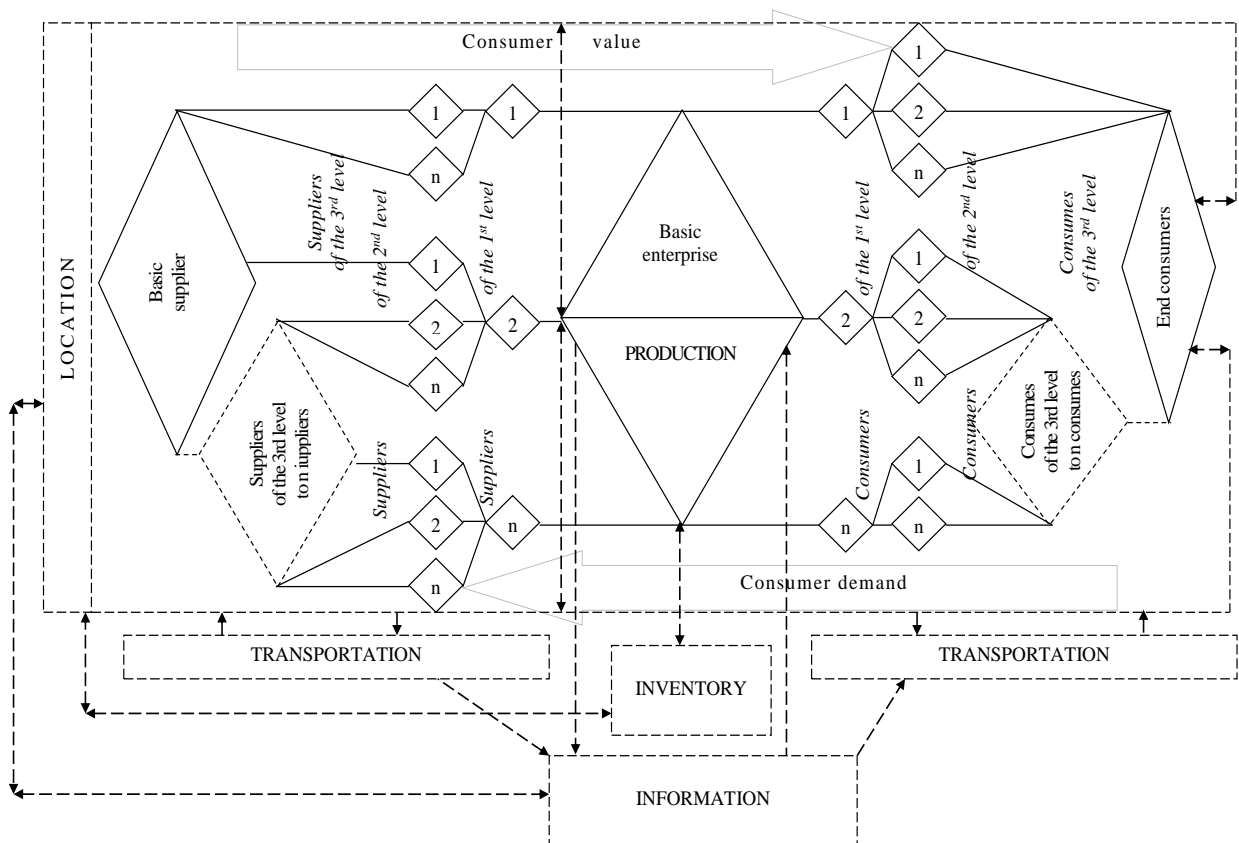 Consumer value
1
1
1
1
1
2
n
n
Suppliers
of the 3rd level
of the 2nd level
of the 1st level
Basic
enterprise
of the 1st level
of the 2nd level
Consumes
of the 3rd level
LOCATION
Basic
supplier
1
2
n
2
PRODUCTION
2
1
2
n
End consumers
Suppliers
of the 3rd level
to n iuppliers
Suppliers
1
2
n
Suppliers
n
Consumers
n
1
n
Consumers
Consumes
of the 3rd level
to n consumes
Consumer demand
TRANSPORTATION
TRANSPORTATION
INVENTORY
INFORMATION